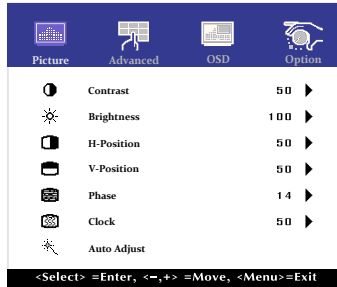 Picture Advanced OSD Option
Contrast 50
Brightness 100
H-Position 50
V-Position 50
Phase 14
Clock 50
Auto Adjust
<Select> =Enter, <-,+> =Move, <Menu>=Exit